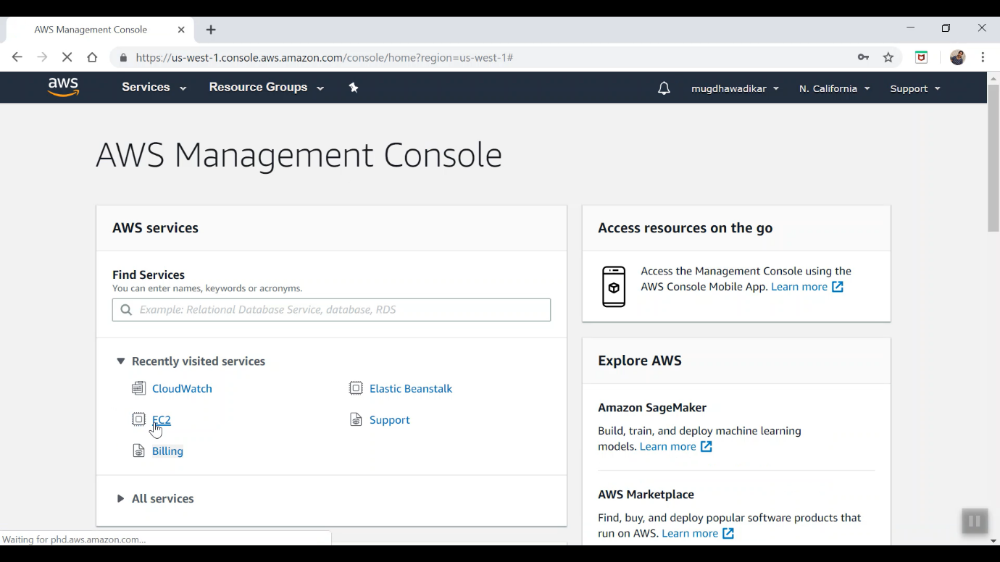 AWS Management Console
https://us-west-1.console.aws.amazon.com/console/home?region=us-west-1#
aws Services Resource Groups mugdhawadikar N. California Support
AWS Management Console
AWS services
Find Services
You can enter names, keywords or acronyms.
Example: Relational Database Service, database, RDS
Recently visited services
CloudWatch Elastic Beanstalk
EC2 Support
Billing
All services
Access resources on the go
Access the Management Console using the
AWS Console Mobile App. Learn more
Explore AWS
Amazon SageMaker
Build, train, and deploy machine learning
models. Learn more
AWS Marketplace
Find, buy, and deploy popular software products that
run on AWS. Learn more
Waiting for phd.aws.amazon.com...